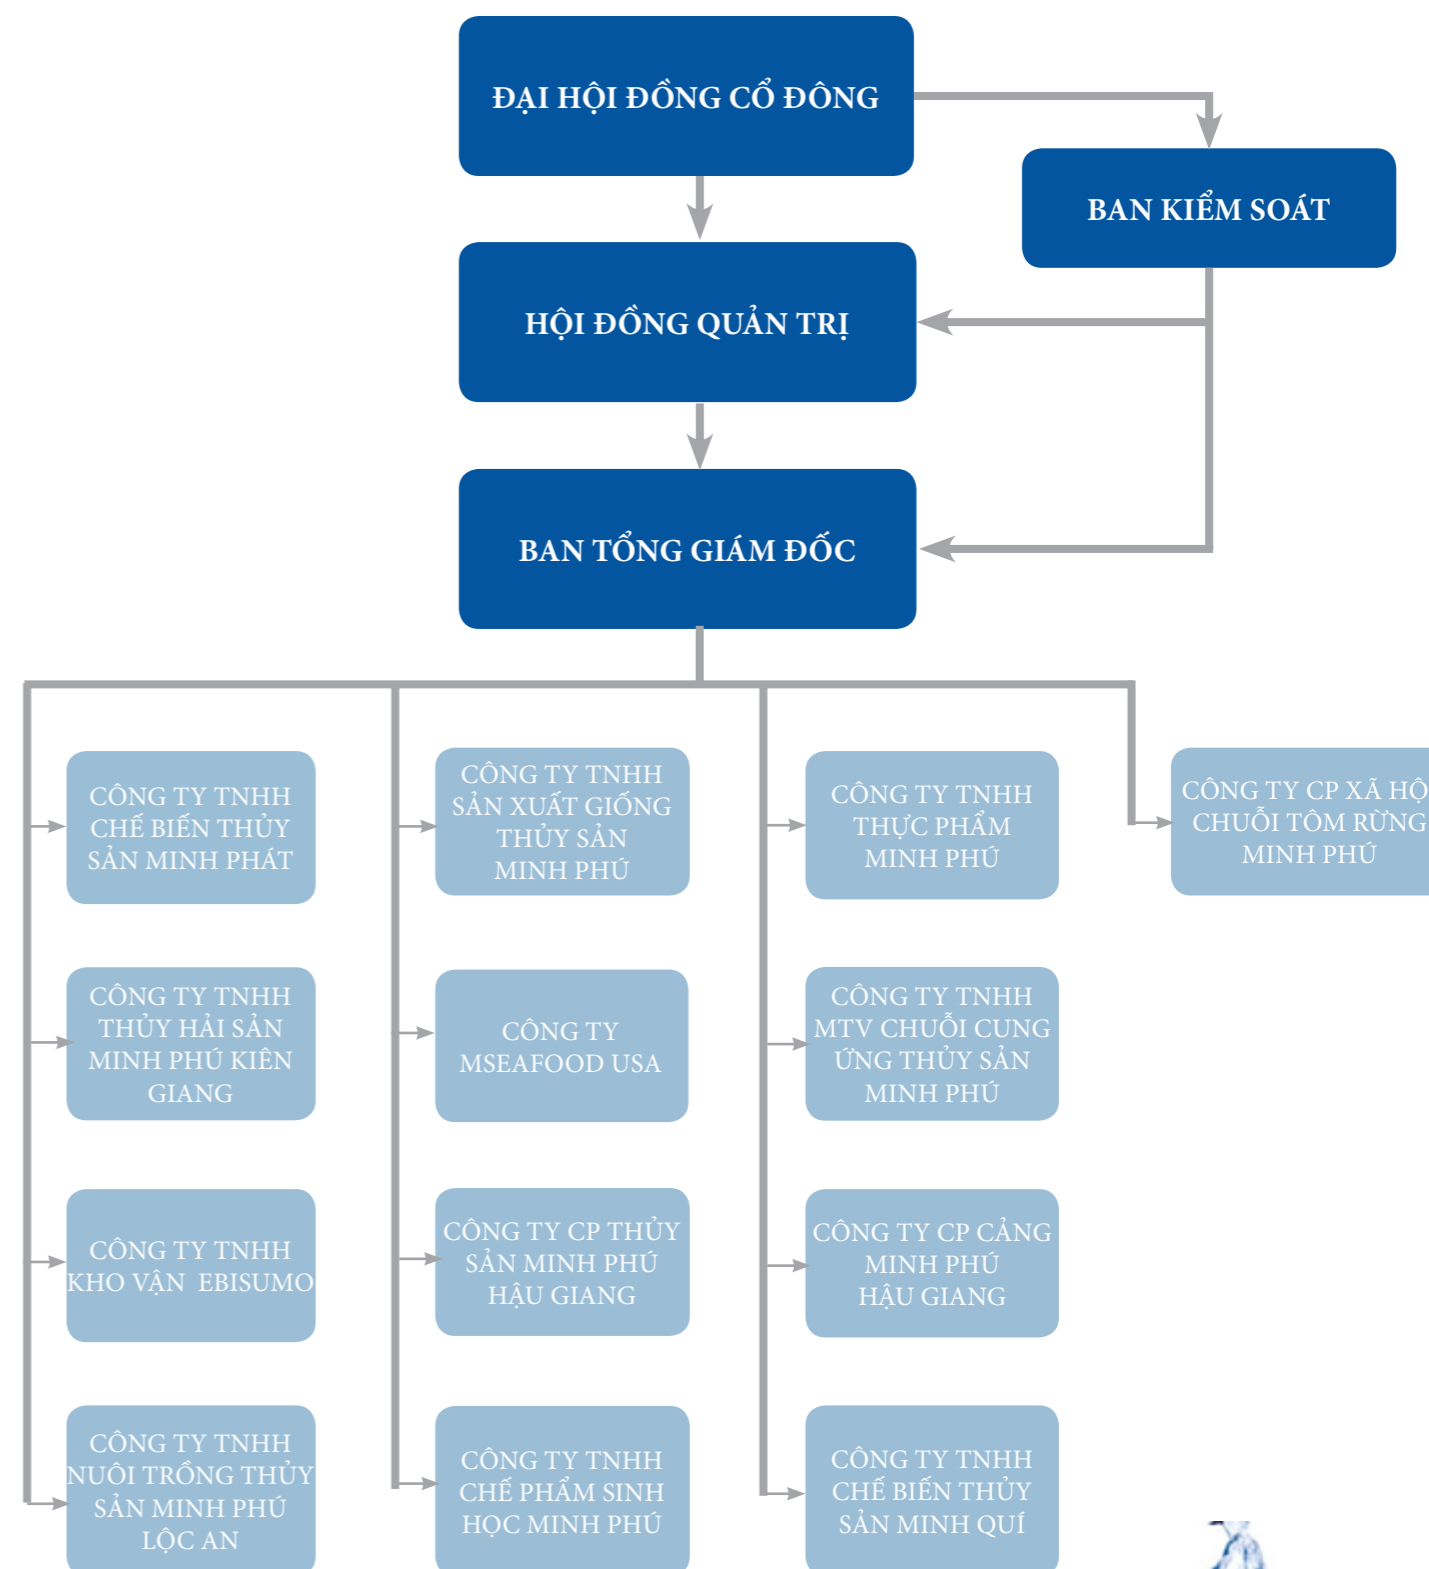 ĐẠI HỘI ĐỒNG CỔ ĐÔNG
BAN KIỂM SOÁT
HỘI ĐỒNG QUẢN TRỊ
BAN TỔNG GIÁM ĐỐC
CÔNG TY TNHH
CHẾ BIẾN THỦY
SẢN MINH PHÁT
CÔNG TY TNHH
SẢN XUẤT GIỐNG
THỦY SẢN
MINH PHÚ
CÔNG TY TNHH
THỰC PHẨM
MINH PHÚ
CÔNG TY CP XÃ HỘ
CHUỖI TÔM RỪNG
MINH PHÚ
CÔNG TY TNHH
THỦY HẢI SẢN
MINH PHÚ KIÊN
GIANG
CÔNG TY
MSEAFOOD USA
CÔNG TY TNHH
MTV CHUỖI CUNG
ỨNG THỦY SẢN
MINH PHÚ
CÔNG TY TNHH
KHO VẬN EBISUMO
CÔNG TY CP THỦY
SẢN MINH PHÚ
HẬU GIANG
CÔNG TY CP CẢNG
MINH PHÚ
HẬU GIANG
CÔNG TY TNHH
NUÔI TRỒNG THỦY
SẢN MINH PHÚ
LỘC AN
CÔNG TY TNHH
CHẾ PHẨM SINH
HỌC MINH PHÚ
CÔNG TY TNHH
CHẾ BIẾN THỦY
SẢN MINH QUÍ